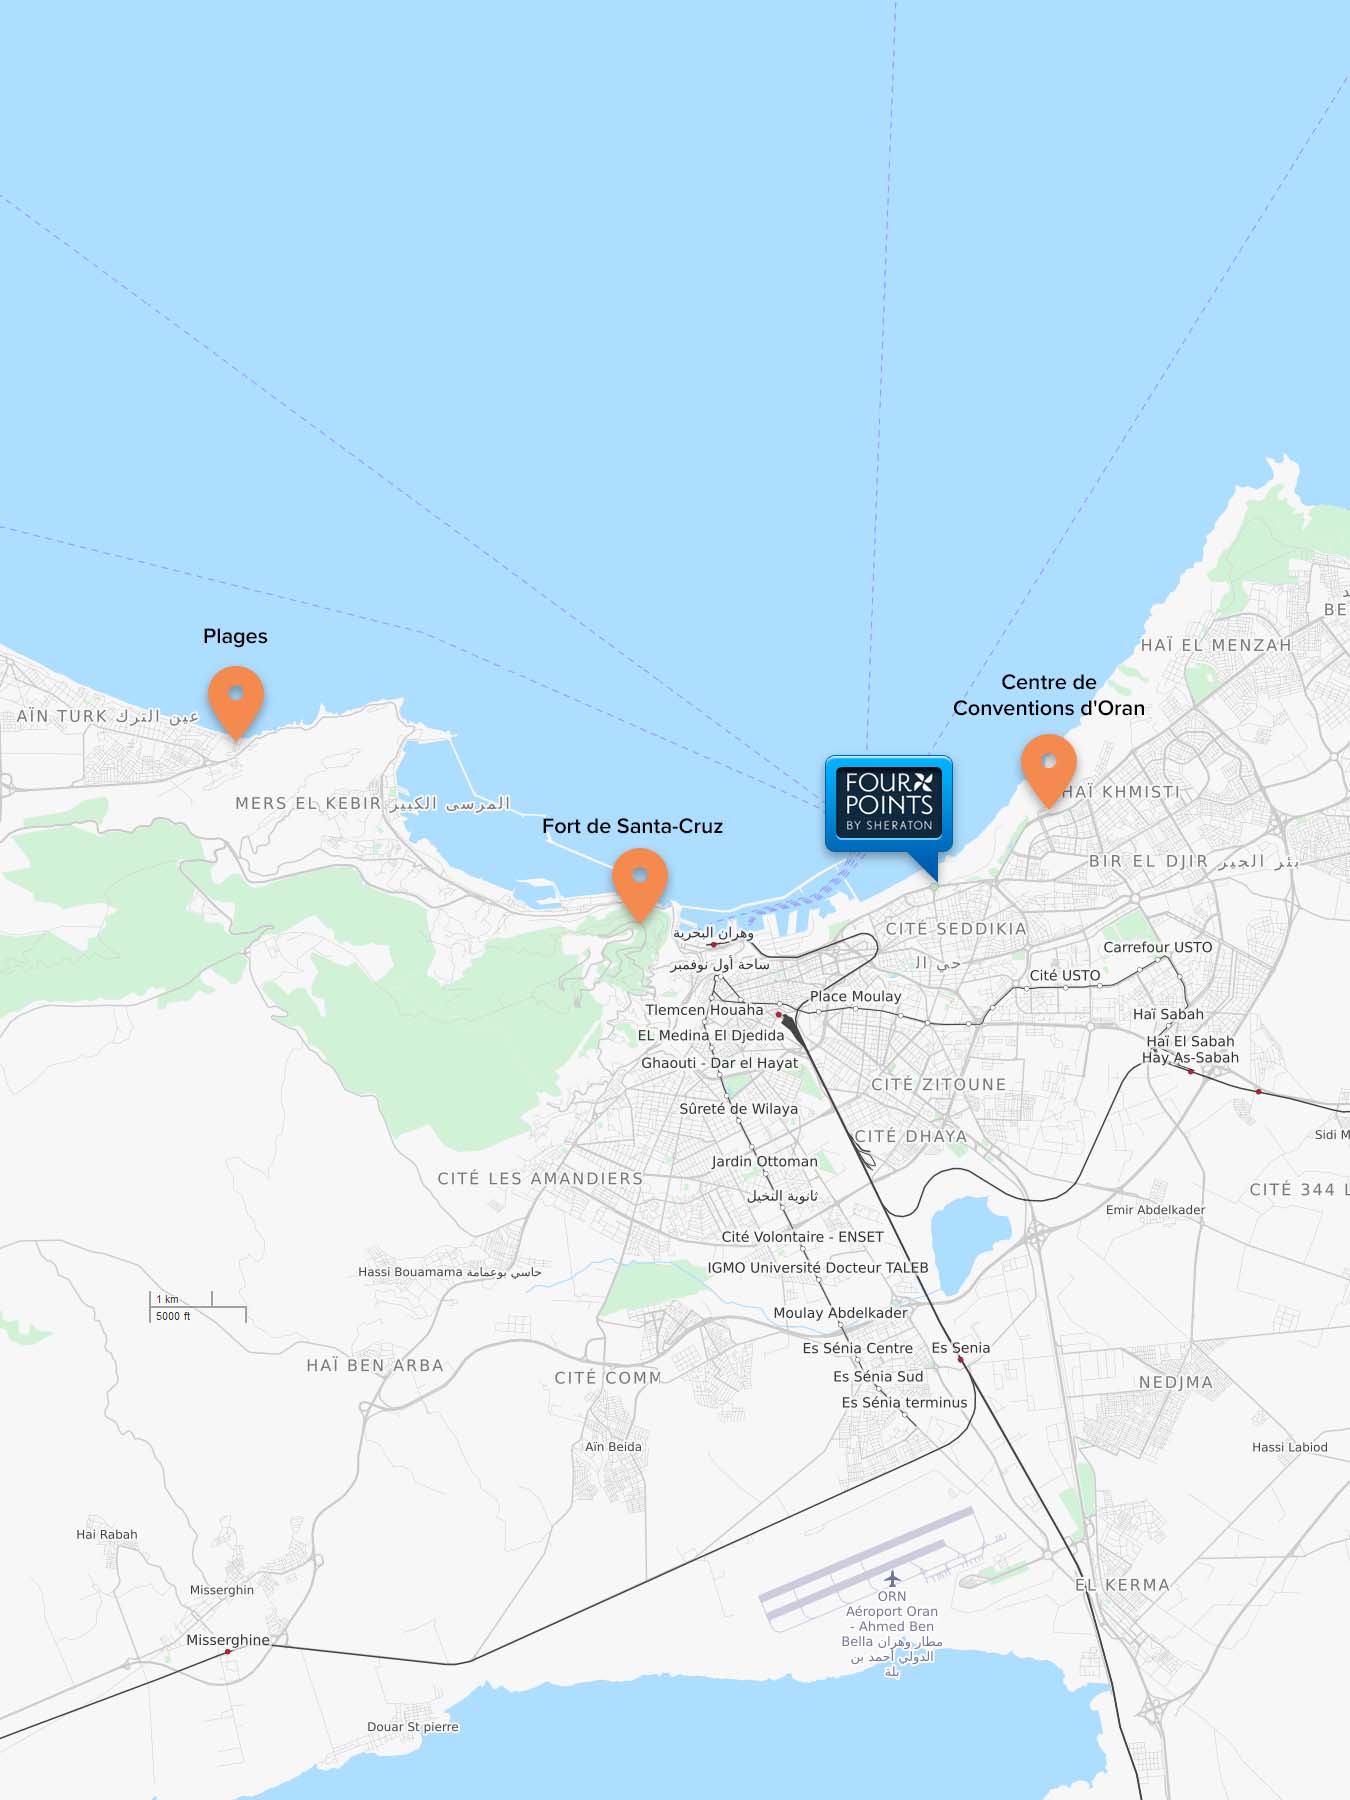 Plages
Centre de
Conventions d'Oran
HAÏ EL MENZAH
BE
AÏN TURK عين الترك
FOUR
POINTS
BY SHERATON
HAÏ KHMISTI
MERS EL KEBIR المرسى الكبير
Fort de Santa-Cruz
BIR EL DJIR بئر الجير
CITÉ SEDDIKIA
وهران البحرية
Carrefour USTO
حي ال
ساحة أول نوفمبر
Cité USTO
Place Moulay
Tlemcen Houaha
Haï Sabah
EL Medina El Djedida
Haï El Sabah
Hay As-Sabah
Ghaouti - Dar el Hayat
CITÉ ZITOUNE
Sûreté de Wilaya
CITÉ DHAYA
Sidi M
Jardin Ottoman
CITÉ LES AMANDIERS
CITÉ 344 L
ثانوية النخيل
Emir Abdelkader
Cité Volontaire - ENSET
IGMO Université Docteur TALEB
Hassi Bouamama حاسي بوعمامة
1 km
5000 ft
Moulay Abdelkader
Es Sénia Centre
Es Senia
HAÏ BEN ARBA
CITÉ COMM
Es Sénia Sud
NEDJMA
Es Sénia terminus
Aïn Beida
Hassi Labiod
Hai Rabah
Misserghin
EL KERMA
ORN
Aéroport Oran
- Ahmed Ben
Bella مطار وهران
الدولي أحمد بن
بلة
Misserghine
Douar St pierre